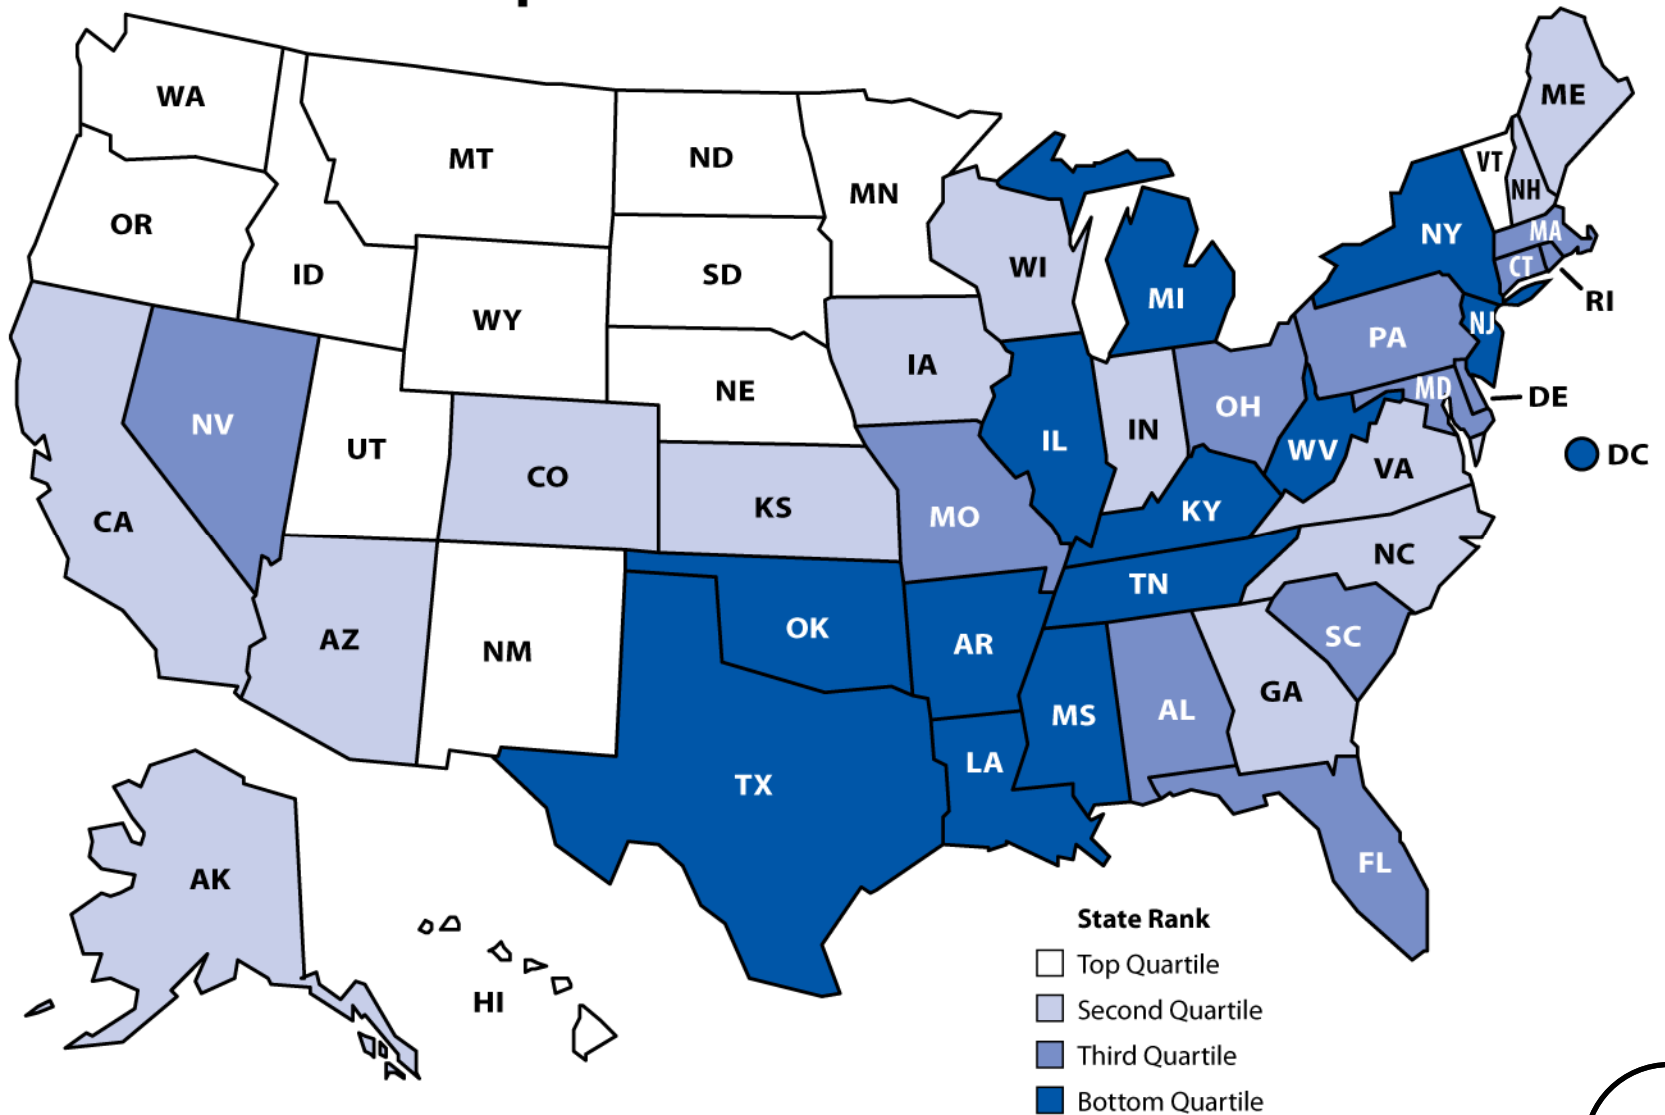 WA
MT
ND
MN
ME
VT
NH
OR
ID
SD
WI
NY
MA
CT
RI
WY
MI
PA
NJ
IA
NE
OH
MD
DE
NV
UT
CO
IL
IN
WV
DC
CA
KS
MO
KY
VA
NC
TN
AZ
NM
OK
AR
SC
MS
AL
GA
TX
LA
FL
AK
HI
State Rank
Top Quartile
Second Quartile
Third Quartile
Bottom Quartile